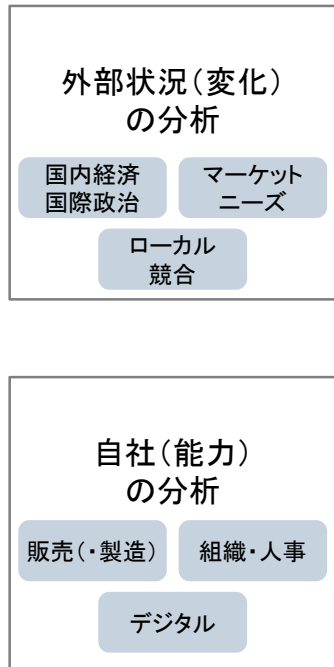 外部状況（変化）
の分析
国内経済
国際政治
マーケット
ニーズ
ローカル
競合
自社（能力）
の分析
販売（・製造）
組織・人事
デジタル